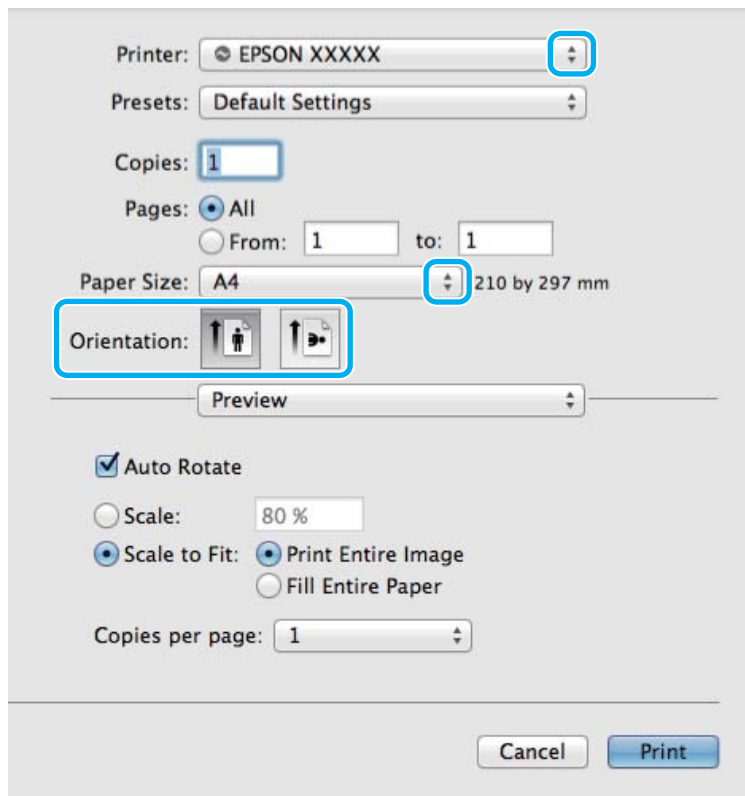 Printer: EPSON XXXXX
Presets: Default Settings
Copies: 1
Pages: All
From: 1 to: 1
Paper Size: A4 210 by 297 mm
Orientation:
Preview
Auto Rotate
Scale: 80 %
Scale to Fit: Print Entire Image
Fill Entire Paper
Copies per page: 1
Cancel Print